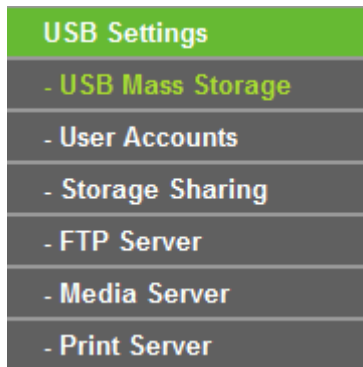 USB Settings
- USB Mass Storage
- User Accounts
- Storage Sharing
- FTP Server
- Media Server
- Print Server